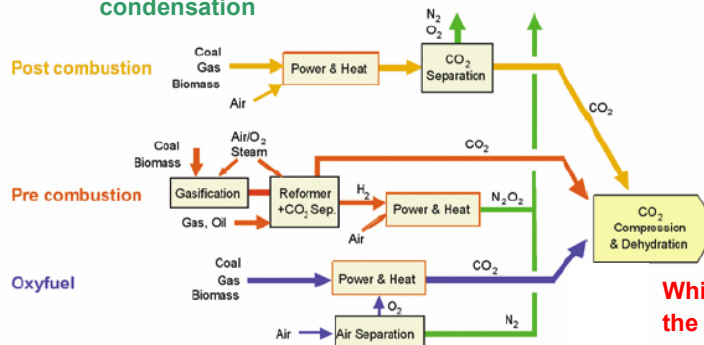 condensation
N2
O2
Coal
Gas
Biomass
Post combustion
Power & Heat
CO2
Separation
Air
CO2
Coal
Biomass
Air/O2
Steam
CO2
Pre combustion
Gasification
Reformer
+CO2 Sep.
H2
Power & Heat
N2O2
Gas, Oil
Air
CO2
Compression
& Dehydration
Coal
Gas
Biomass
Oxyfuel
Power & Heat
CO2
O2
Air
Air Separation
N2
Whi
the